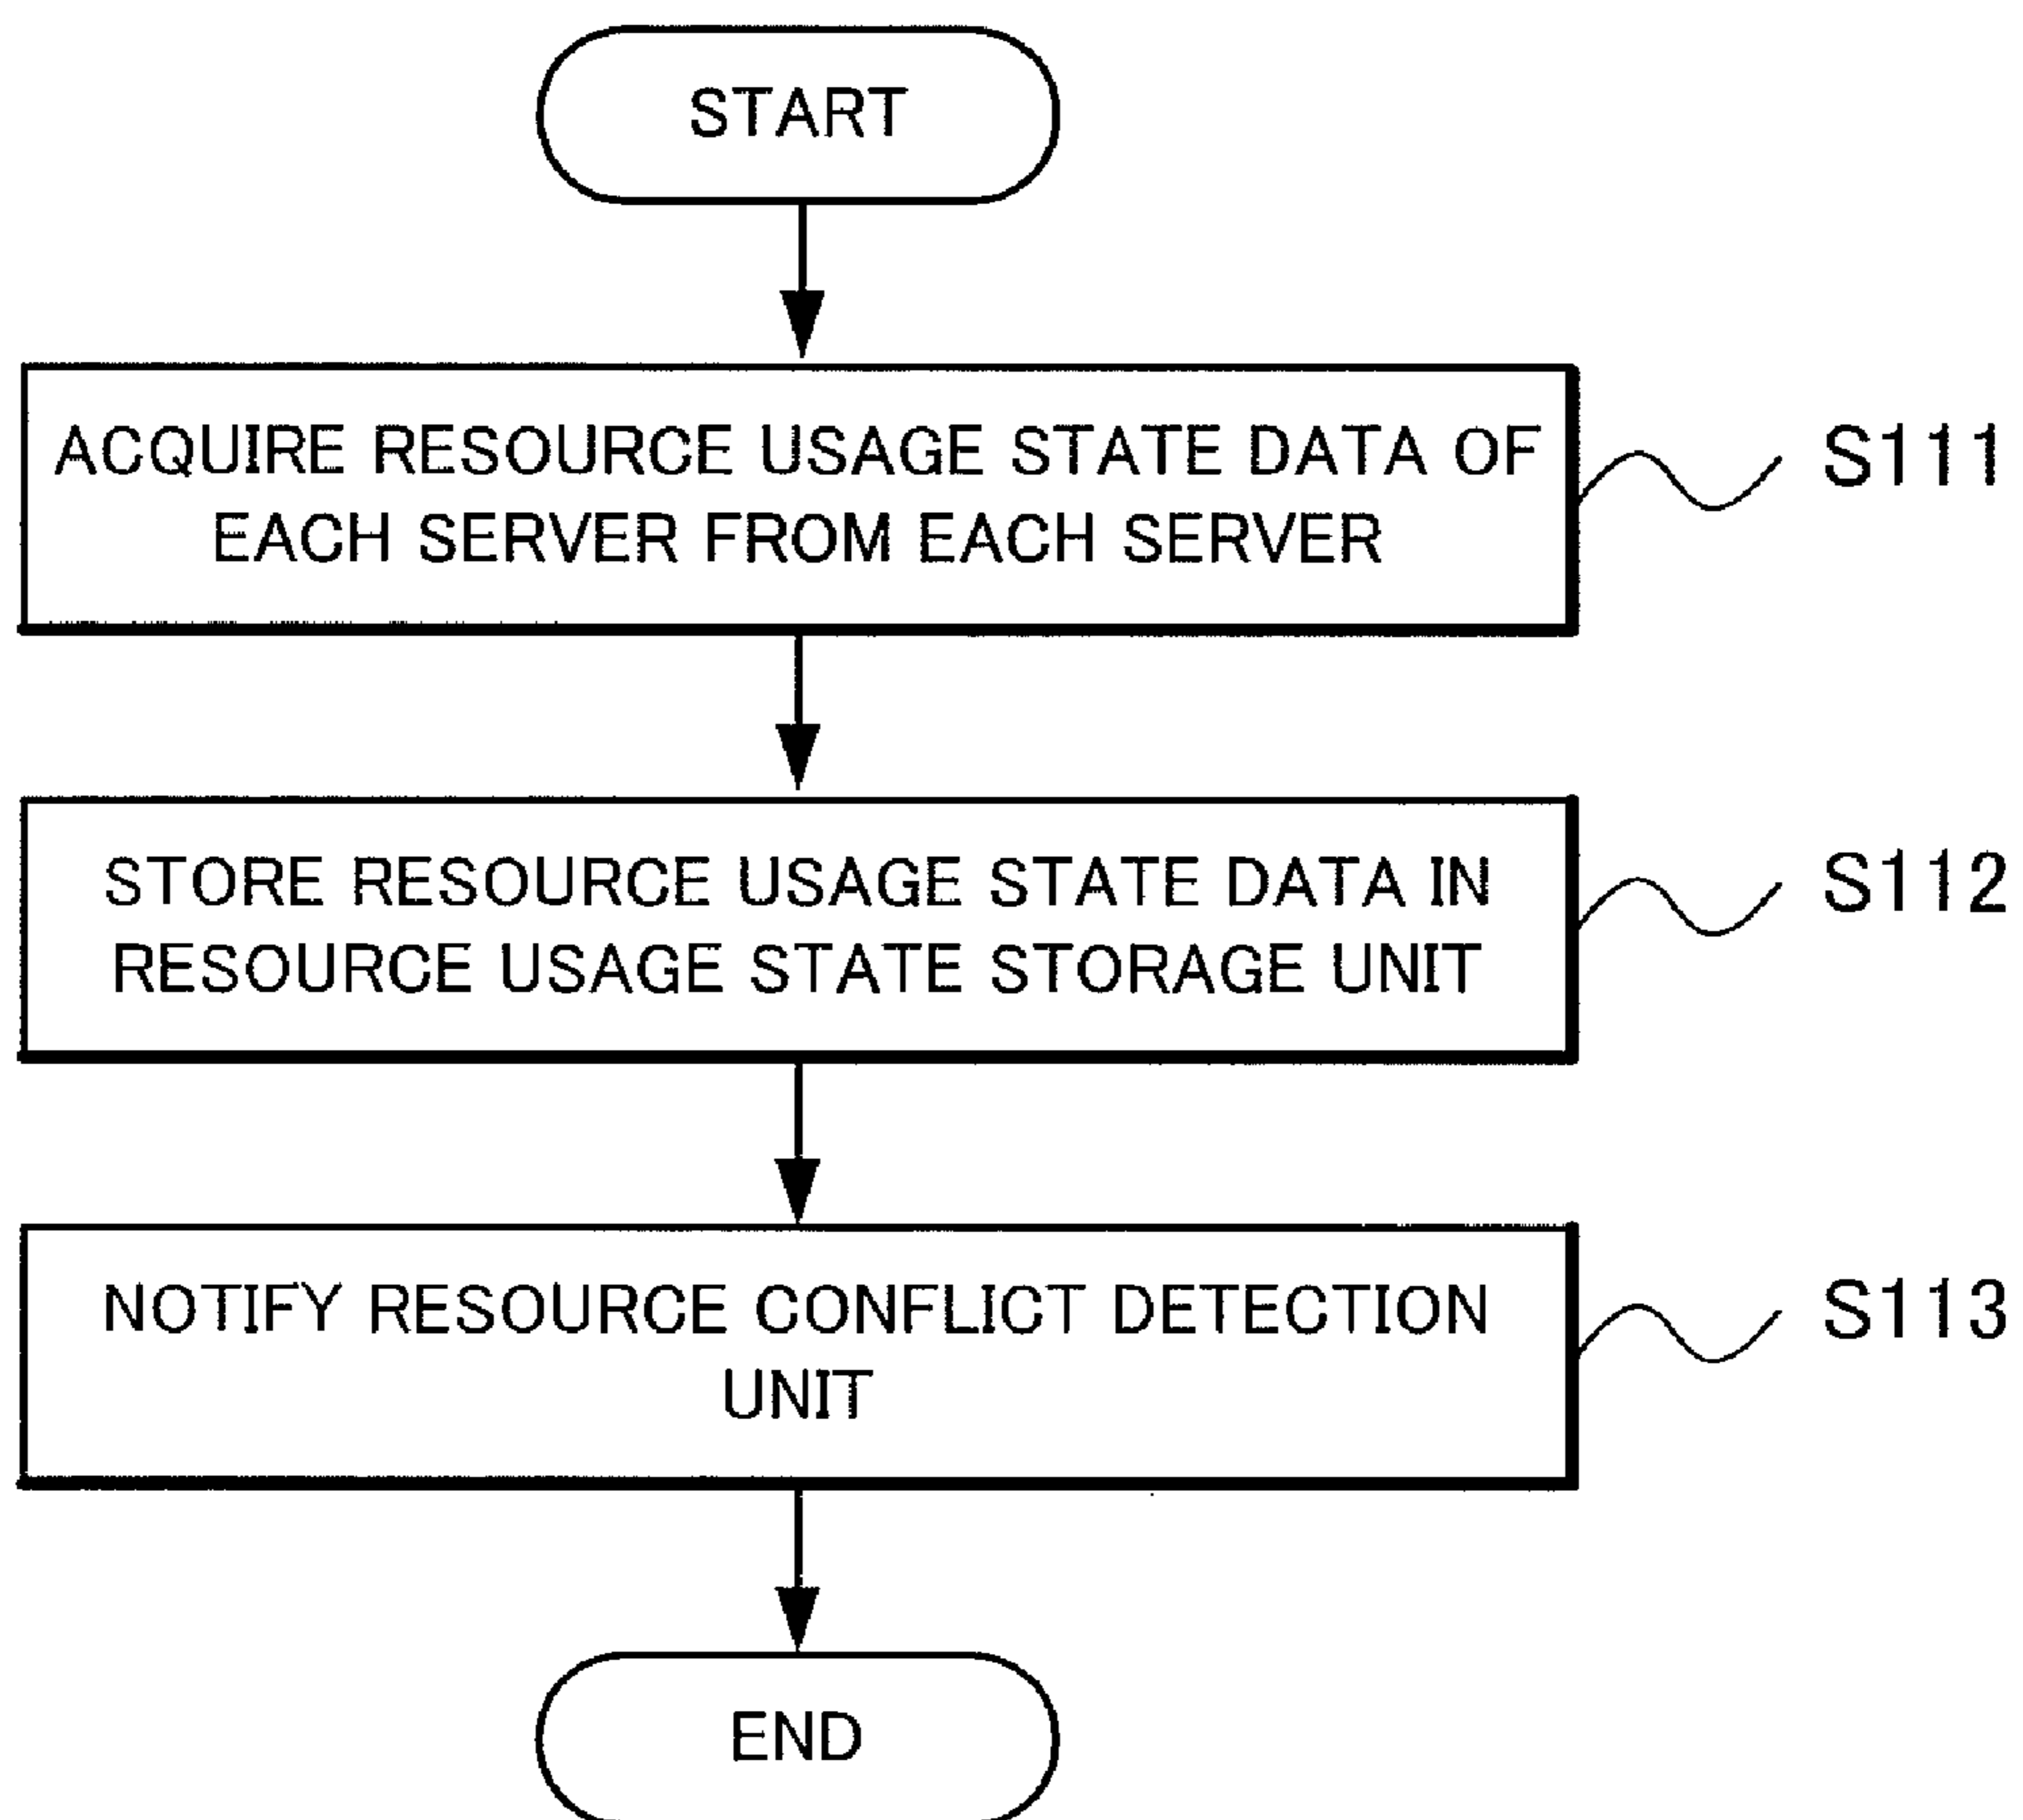 START
ACQUIRE RESOURCE USAGE STATE DATA OF
EACH SERVER FROM EACH SERVER
S111
STORE RESOURCE USAGE STATE DATA IN
RESOURCE USAGE STATE STORAGE UNIT
S112
NOTIFY RESOURCE CONFLICT DETECTION
UNIT
S113
END